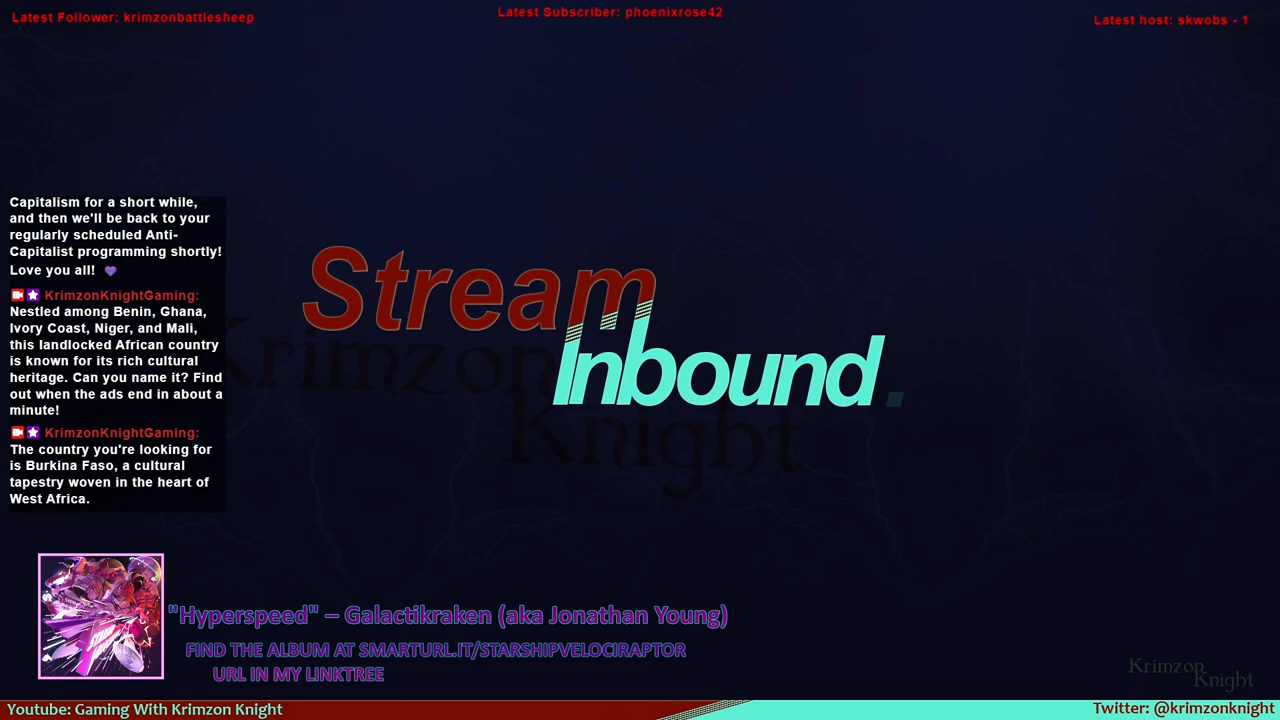 Latest Follower: krimzonbattlesheep
Latest Subscriber: phoenixrose42
Latest host: skwobs - 1
Capitalism for a short while,
and then we'll be back to your
regularly scheduled Anti-
Capitalist programming shortly!
Love you all! 💜
KrimzonKnightGaming:
Nestled among Benin, Ghana,
Ivory Coast, Niger, and Mali,
this landlocked African country
is known for its rich cultural
heritage. Can you name it? Find
out when the ads end in about a
minute!
KrimzonKnightGaming:
The country you're looking for
is Burkina Faso, a cultural
tapestry woven in the heart of
West Africa.
Stream
Inbound.
Krimzon
Knight
"Hyperspeed" – Galactikraken (aka Jonathan Young)
FIND THE ALBUM AT SMARTURL.IT/STARSHIPVELOCIRAPTOR
URL IN MY LINKTREE
Krimzon
Knight
Youtube: Gaming With Krimzon Knight
Twitter: @krimzonknight